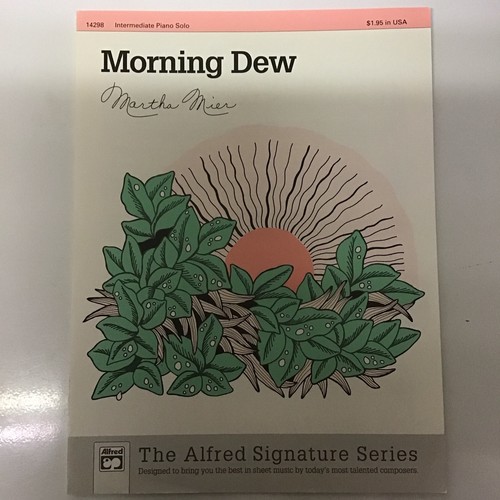 14298 Intermediate Piano Solo $1.95 in USA
Morning Dew
Martha Mier
Alfred
The Alfred Signature Series
Designed to bring you the best in sheet music by today's most talented composers.